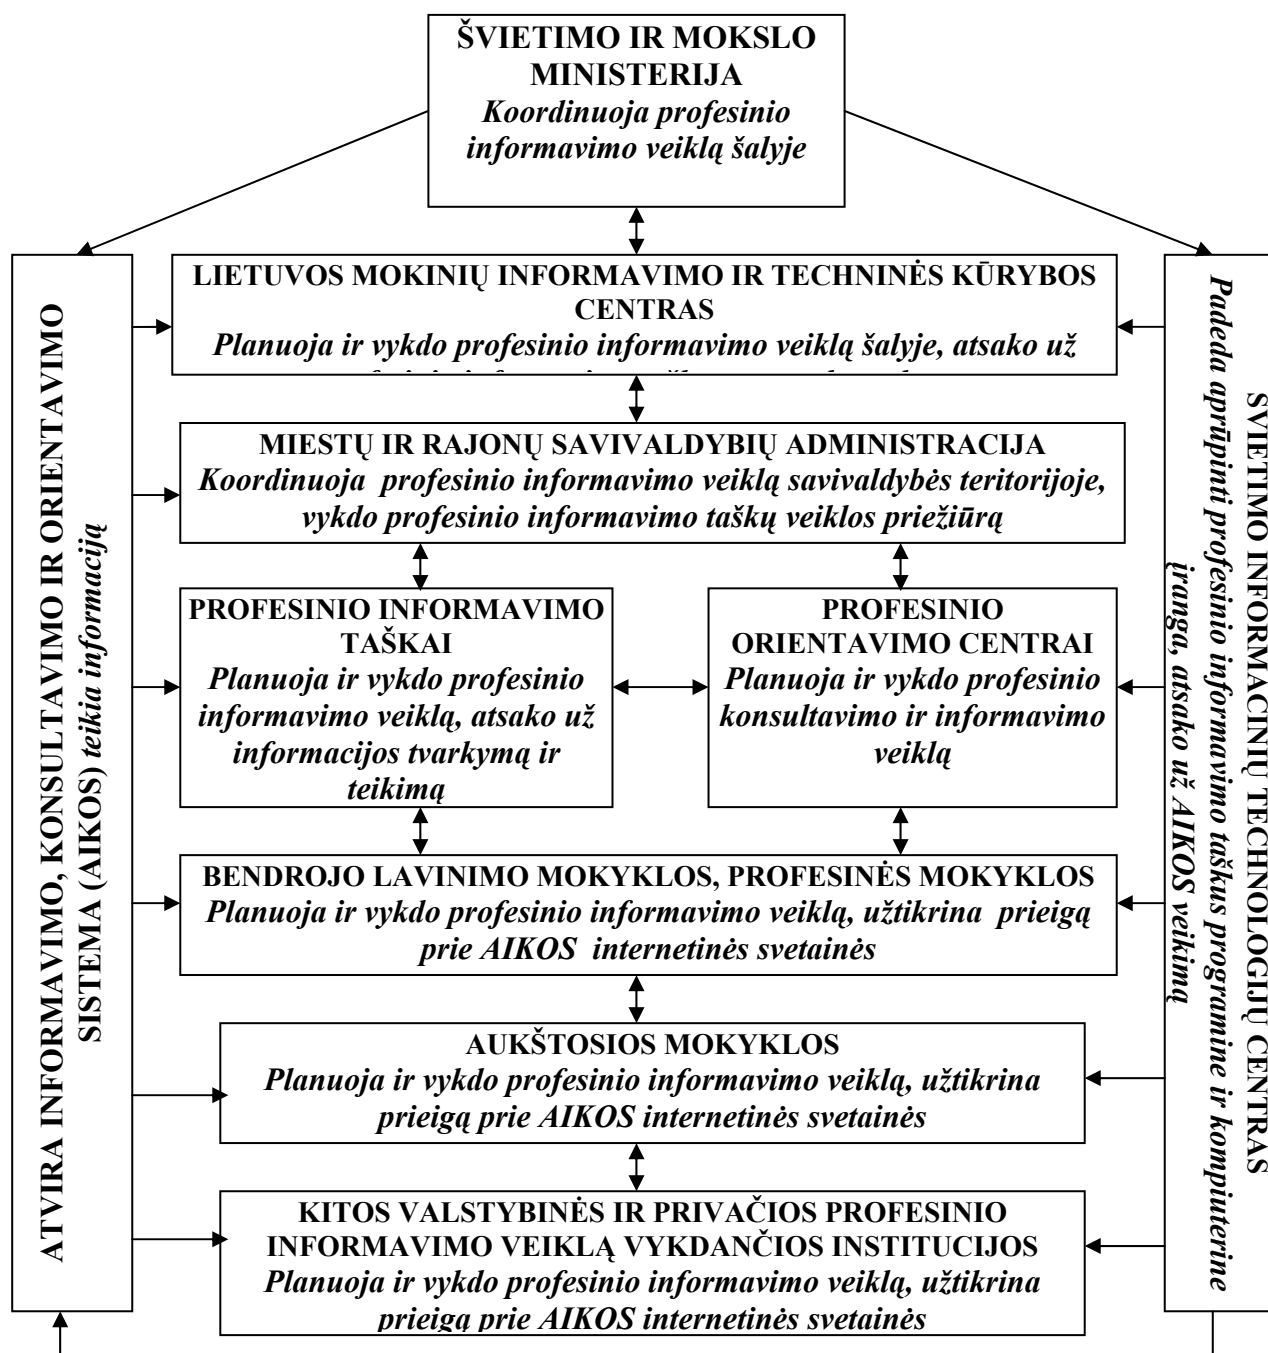 ŠVIETIMO IR MOKSLO
MINISTERIJA
Koordinuoja profesinio
informavimo veiklą šalyje
ATVIRA INFORMAVIMO, KONSULTAVIMO IR ORIENTAVIMO
SISTEMA (AIKOS) teikia informaciją
LIETUVOS MOKINIŲ INFORMAVIMO IR TECHNINĖS KŪRYBOS
CENTRAS
Planuoja ir vykdo profesinio informavimo veiklą šalyje, atsako už
MIESTŲ IR RAJONŲ SAVIVALDYBIŲ ADMINISTRACIJA
Koordinuoja profesinio informavimo veiklą savivaldybės teritorijoje,
vykdo profesinio informavimo taškų veiklos priežiūrą
PROFESINIO INFORMAVIMO
TAŠKAI
Planuoja ir vykdo profesinio
informavimo veiklą, atsako už
informacijos tvarkymą ir
teikimą
PROFESINIO
ORIENTAVIMO CENTRAI
Planuoja ir vykdo profesinio
konsultavimo ir informavimo
veiklą
BENDROJO LAVINIMO MOKYKLOS, PROFESINĖS MOKYKLOS
Planuoja ir vykdo profesinio informavimo veiklą, užtikrina prieigą
prie AIKOS internetinės svetainės
AUKŠTOSIOS MOKYKLOS
Planuoja ir vykdo profesinio informavimo veiklą, užtikrina
prieigą prie AIKOS internetinės svetainės
KITOS VALSTYBINĖS IR PRIVAČIOS PROFESINIO
INFORMAVIMO VEIKLĄ VYKDANČIOS INSTITUCIJOS
Planuoja ir vykdo profesinio informavimo veiklą, užtikrina
prieigą prie AIKOS internetinės svetainės
ŠVIETIMO INFORMACINIŲ TECHNOLOGIJŲ CENTRAS
Padeda aprūpinti profesinio informavimo taškus programine ir kompiuterine
įranga, atsako už AIKOS veikimą